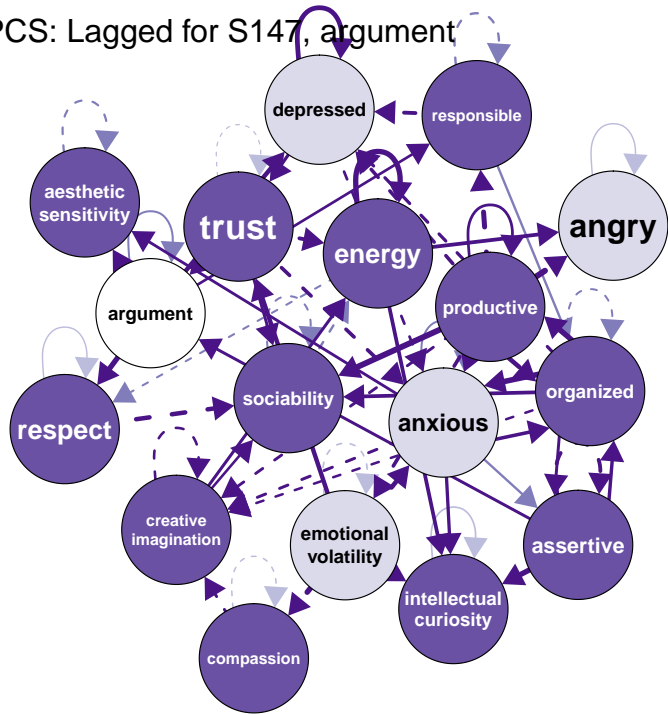 PCS: Lagged for S147, argument
depressed
responsible
aesthetic
sensitivity
trust
angry
energy
argument
productive
organized
sociability
anxious
respect
creative
imagination
emotional
volatility
assertive
intellectual
curiosity
compassion